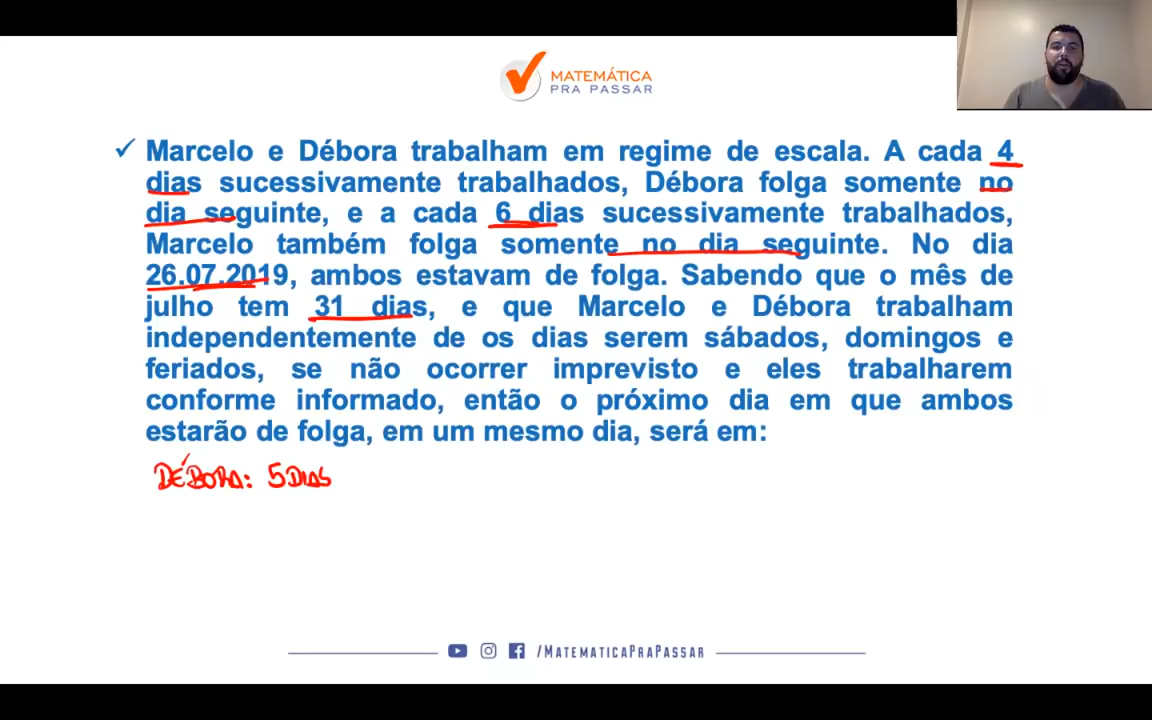 MATEMÁTICA
PRA PASSAR
✓ Marcelo e Débora trabalham em regime de escala. A cada 4
dias sucessivamente trabalhados, Débora folga somente no
dia seguinte, e a cada 6 dias sucessivamente trabalhados,
Marcelo também folga somente no dia seguinte. No dia
26.07.2019, ambos estavam de folga. Sabendo que o mês de
julho tem 31 dias, e que Marcelo e Débora trabalham
independentemente de os dias serem sábados, domingos e
feriados, se não ocorrer imprevisto e eles trabalharem
conforme informado, então o próximo dia em que ambos
estarão de folga, em um mesmo dia, será em:
DÉBORA: 5 DIAS
/MATEMATICAPRAPASSAR